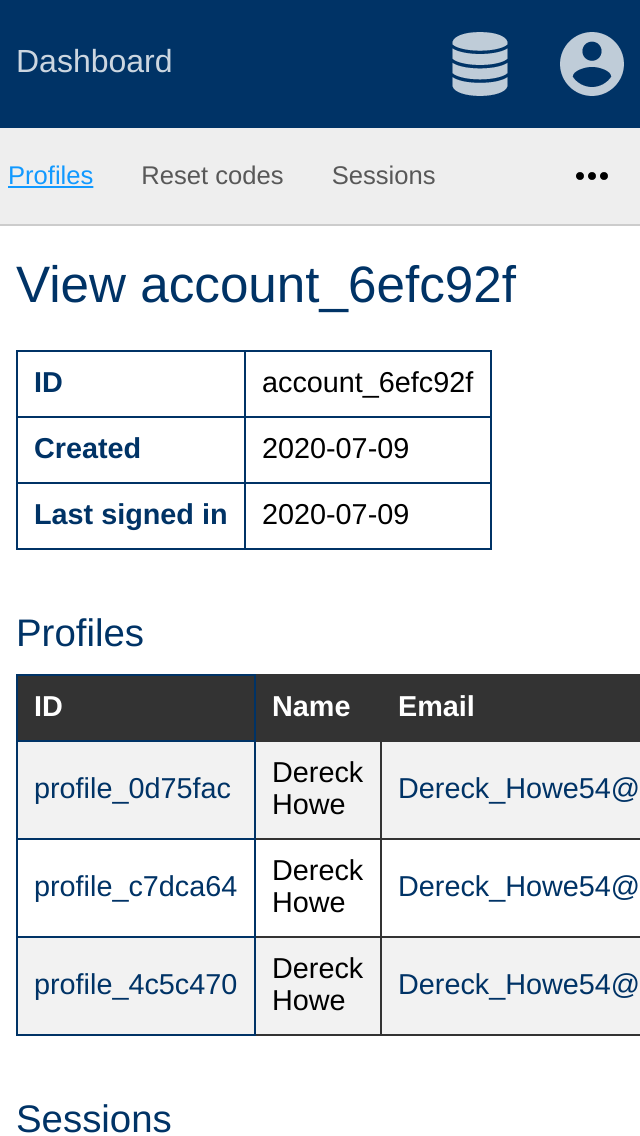 Dashboard
Profiles Reset codes Sessions
View account_6efc92f
ID account_6efc92f
Created 2020-07-09
Last signed in 2020-07-09
Profiles
ID Name Email
profile_0d75fac Dereck Howe Dereck_Howe54@
profile_c7dca64 Dereck Howe Dereck_Howe54@
profile_4c5c470 Dereck Howe Dereck_Howe54@
Sessions